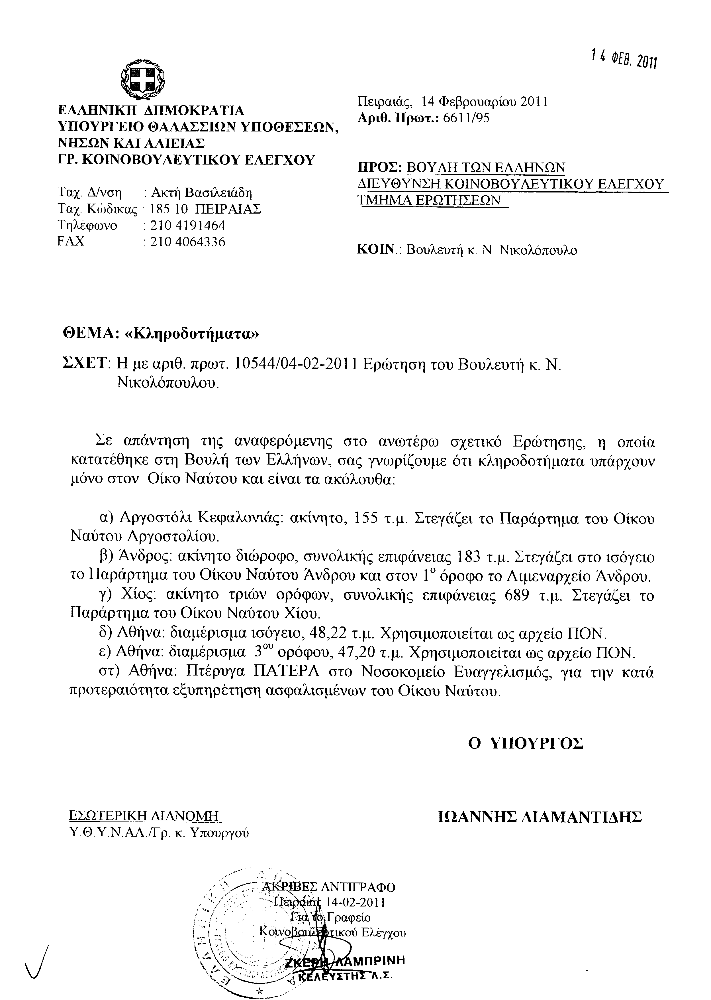 14 ΦΕΒ. 2011
ΕΛΛΗΝΙΚΗ ΔΗΜΟΚΡΑΤΙΑ
ΥΠΟΥΡΓΕΙΟ ΘΑΛΑΣΣΙΩΝ ΥΠΟΘΕΣΕΩΝ,
ΝΗΣΩΝ ΚΑΙ ΑΛΙΕΙΑΣ
ΓΡ. ΚΟΙΝΟΒΟΥΛΕΥΤΙΚΟΥ ΕΛΕΓΧΟΥ
Ταχ. Δ/νση : Ακτή Βασιλειάδη
Ταχ. Κώδικας : 185 10 ΠΕΙΡΑΙΑΣ
Τηλέφωνο : 210 4191464
FAX : 210 4064336
Πειραιάς, 14 Φεβρουαρίου 2011
Αριθ. Πρωτ.: 6611/95
ΠΡΟΣ: ΒΟΥΛΗ ΤΩΝ ΕΛΛΗΝΩΝ
ΔΙΕΥΘΥΝΣΗ ΚΟΙΝΟΒΟΥΛΕΥΤΙΚΟΥ ΕΛΕΓΧΟΥ
ΤΜΗΜΑ ΕΡΩΤΗΣΕΩΝ
ΚΟΙΝ.: Βουλευτή κ. Ν. Νικολόπουλο
ΘΕΜΑ: «Κληροδοτήματα»
ΣΧΕΤ: Η με αριθ. πρωτ. 10544/04-02-2011 Ερώτηση του Βουλευτή κ. Ν.
Νικολόπουλου.
Σε απάντηση της αναφερόμενης στο ανωτέρω σχετικό Ερώτησης, η οποία
κατατέθηκε στη Βουλή των Ελλήνων, σας γνωρίζουμε ότι κληροδοτήματα υπάρχουν
μόνο στον Οίκο Ναύτου και είναι τα ακόλουθα:
α) Αργοστόλι Κεφαλονιάς: ακίνητο, 155 τ.μ. Στεγάζει το Παράρτημα του Οίκου
Ναύτου Αργοστολίου.
β) Άνδρος: ακίνητο διώροφο, συνολικής επιφάνειας 183 τ.μ. Στεγάζει στο ισόγειο
το Παράρτημα του Οίκου Ναύτου Άνδρου και στον 1ο όροφο το Λιμεναρχείο Άνδρου.
γ) Χίος: ακίνητο τριών ορόφων, συνολικής επιφάνειας 689 τ.μ. Στεγάζει το
Παράρτημα του Οίκου Ναύτου Χίου.
δ) Αθήνα: διαμέρισμα ισόγειο, 48,22 τ.μ. Χρησιμοποιείται ως αρχείο ΠΟΝ.
ε) Αθήνα: διαμέρισμα 3ου ορόφου, 47,20 τ.μ. Χρησιμοποιείται ως αρχείο ΠΟΝ.
στ) Αθήνα: Πτέρυγα ΠΑΤΕΡΑ στο Νοσοκομείο Ευαγγελισμός, για την κατά
προτεραιότητα εξυπηρέτηση ασφαλισμένων του Οίκου Ναύτου.
Ο ΥΠΟΥΡΓΟΣ
ΙΩΑΝΝΗΣ ΔΙΑΜΑΝΤΙΔΗΣ
ΕΣΩΤΕΡΙΚΗ ΔΙΑΝΟΜΗ
Υ.Θ.Υ.Ν.ΑΛ./Γρ. κ. Υπουργού
ΑΚΡΙΒΕΣ ΑΝΤΙΓΡΑΦΟ
Πειραιάς 14-02-2011
Για το Γραφείο
Κοινοβουλευτικού Ελέγχου
ΖΚΕΡΗ ΛΑΜΠΡΙΝΗ
ΚΕΛΕΥΣΤΗΣ Λ.Σ.